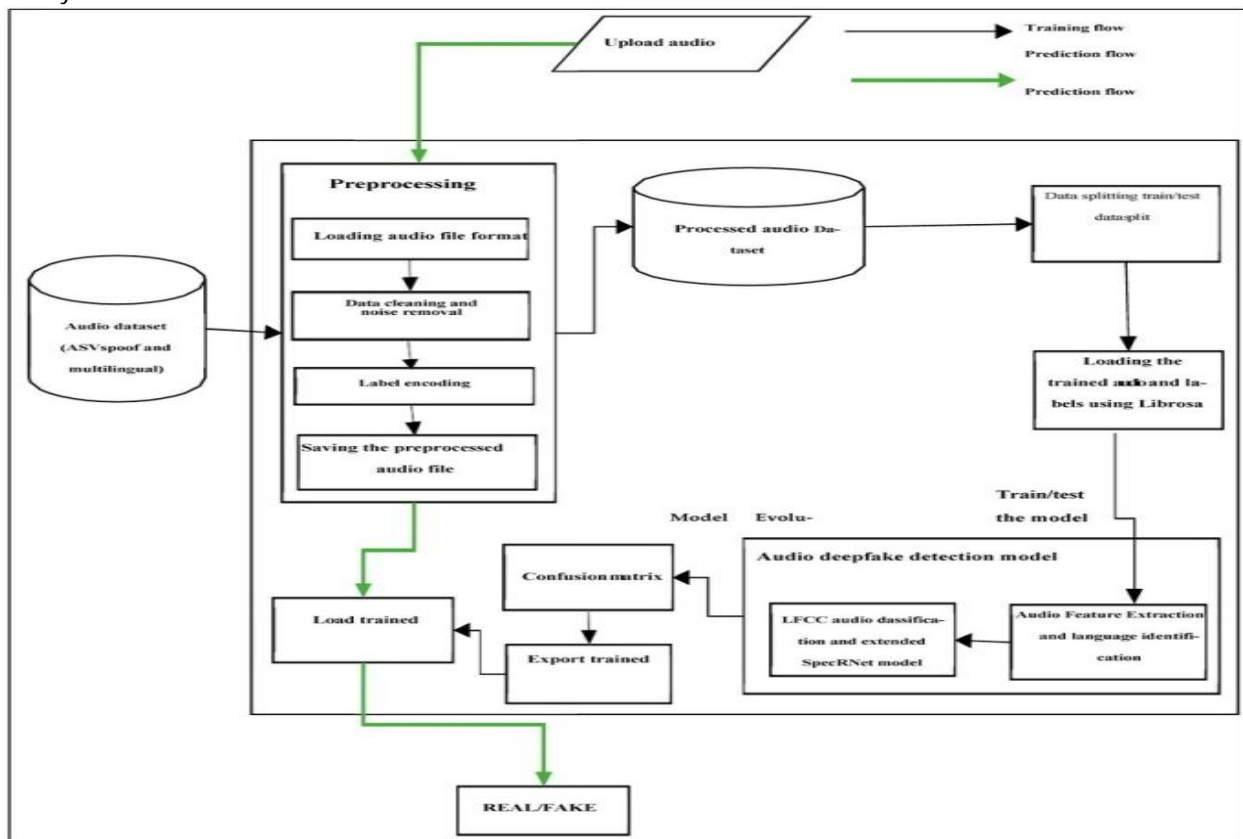 Upload audio
Training flow
Prediction flow
Prediction flow
Preprocessing
Loading audio file format
Data cleaning and
noise removal
Label encoding
Saving the preprocessed
audio file
Audio dataset
(ASVspoof and
multilingual)
Processed audio Da-
taset
Data splitting train/test
datasplit
Loading the
trained audio and la-
bels using Librosa
Train/test
the model
Model Evolu-
Audio deepfake detection model
Audio Feature Extraction
and language identifi-
cation
LFCC audio dassifica-
tion and extended
SpecRNet model
Confusion matrix
Export trained
Load trained
REAL/FAKE